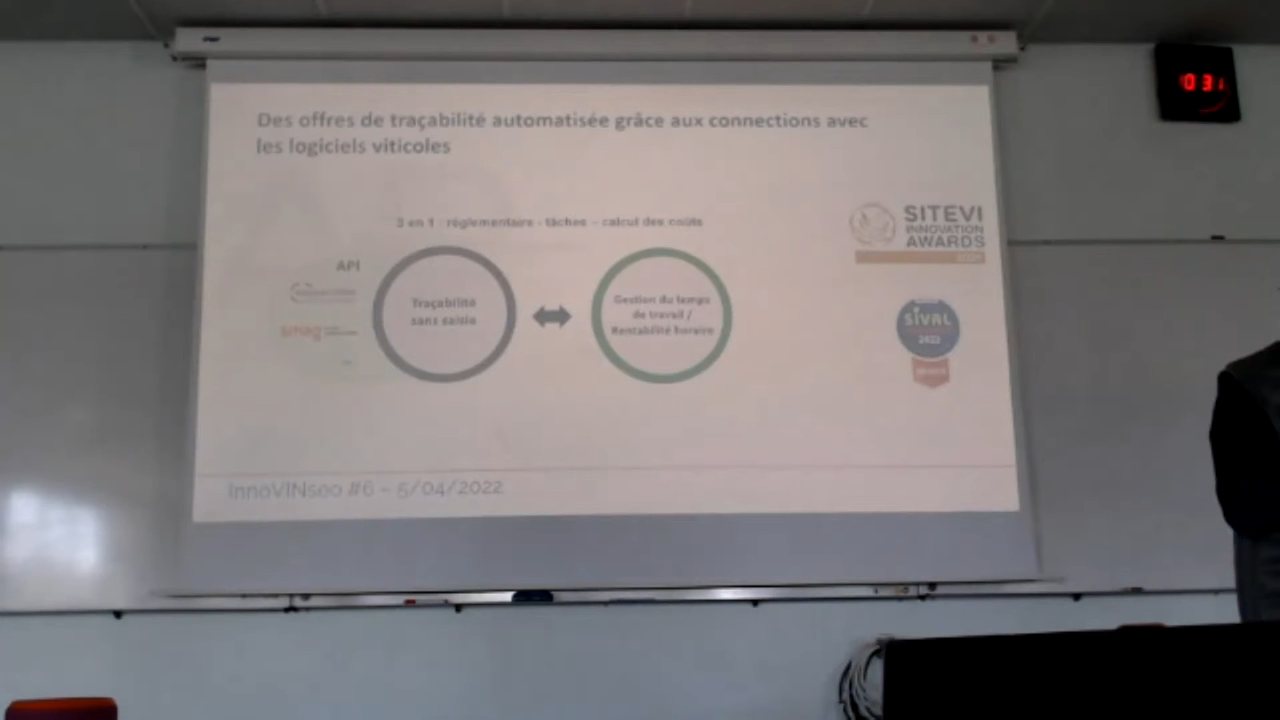 Des offres de traçabilité automatisée grâce aux connections avec
les logiciels viticoles
3 en 1 : réglementaire - tâches – calcul des coûts
API
smag
Traçabilité
sans saisie
Gestion du temps
de travail /
Rentabilité horaire
SITEVI
INNOVATION
AWARDS
SIVAL
2022
InnoVINseo #6 – 5/04/2022
031